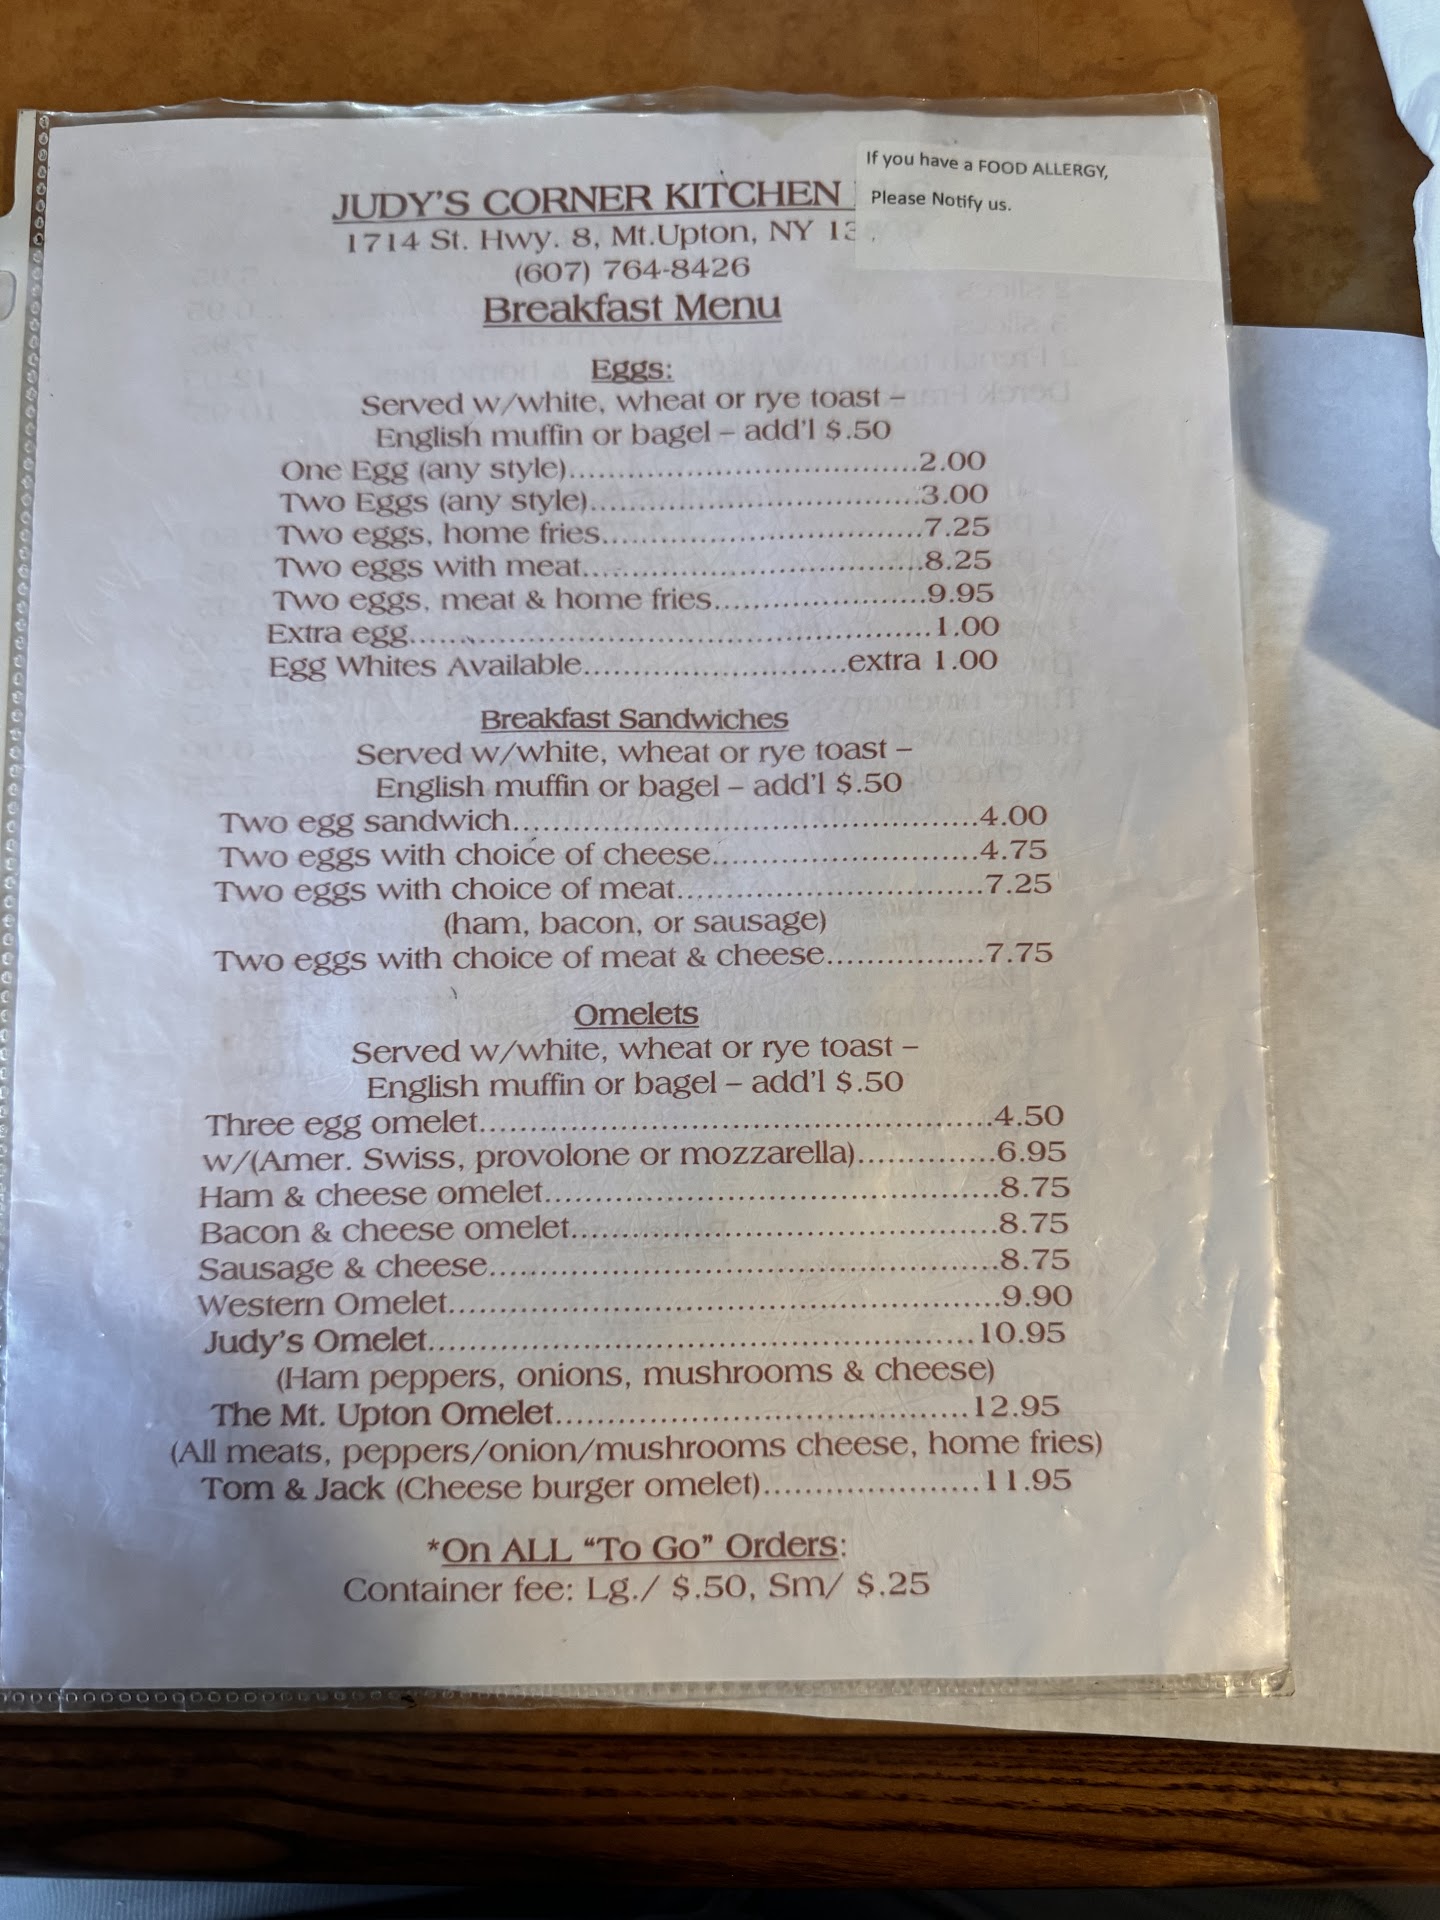 JUDY'S CORNER KITCHEN
1714 St. Hwy. 8, Mt.Upton, NY 13
(607) 764-8426
If you have a FOOD ALLERGY,
Please Notify us.
Breakfast Menu
Eggs:
Served w/white, wheat or rye toast –
English muffin or bagel – add'l $.50
One Egg (any style)....................................2.00
Two Eggs (any style)..................................3.00
Two eggs, home fries.................................7.25
Two eggs with meat...................................8.25
Two eggs, meat & home fries......................9.95
Extra egg......................................................1.00
Egg Whites Available...........................extra 1.00
Breakfast Sandwiches
Served w/white, wheat or rye toast –
English muffin or bagel – add'l $.50
Two egg sandwich................................................4.00
Two eggs with choice of cheese...........................4.75
Two eggs with choice of meat...............................7.25
(ham, bacon, or sausage)
Two eggs with choice of meat & cheese................7.75
Omelets
Served w/white, wheat or rye toast –
English muffin or bagel – add'l $.50
Three egg omelet...................................................4.50
w/(Amer. Swiss, provolone or mozzarella)..............6.95
Ham & cheese omelet.............................................8.75
Bacon & cheese omelet..........................................8.75
Sausage & cheese...................................................8.75
Western Omelet.......................................................9.90
Judy's Omelet......................................................10.95
(Ham peppers, onions, mushrooms & cheese)
The Mt. Upton Omelet.........................................12.95
(All meats, peppers/onion/mushrooms cheese, home fries)
Tom & Jack (Cheese burger omelet)......................11.95
*On ALL “To Go” Orders:
Container fee: Lg./ $.50, Sm/ $.25